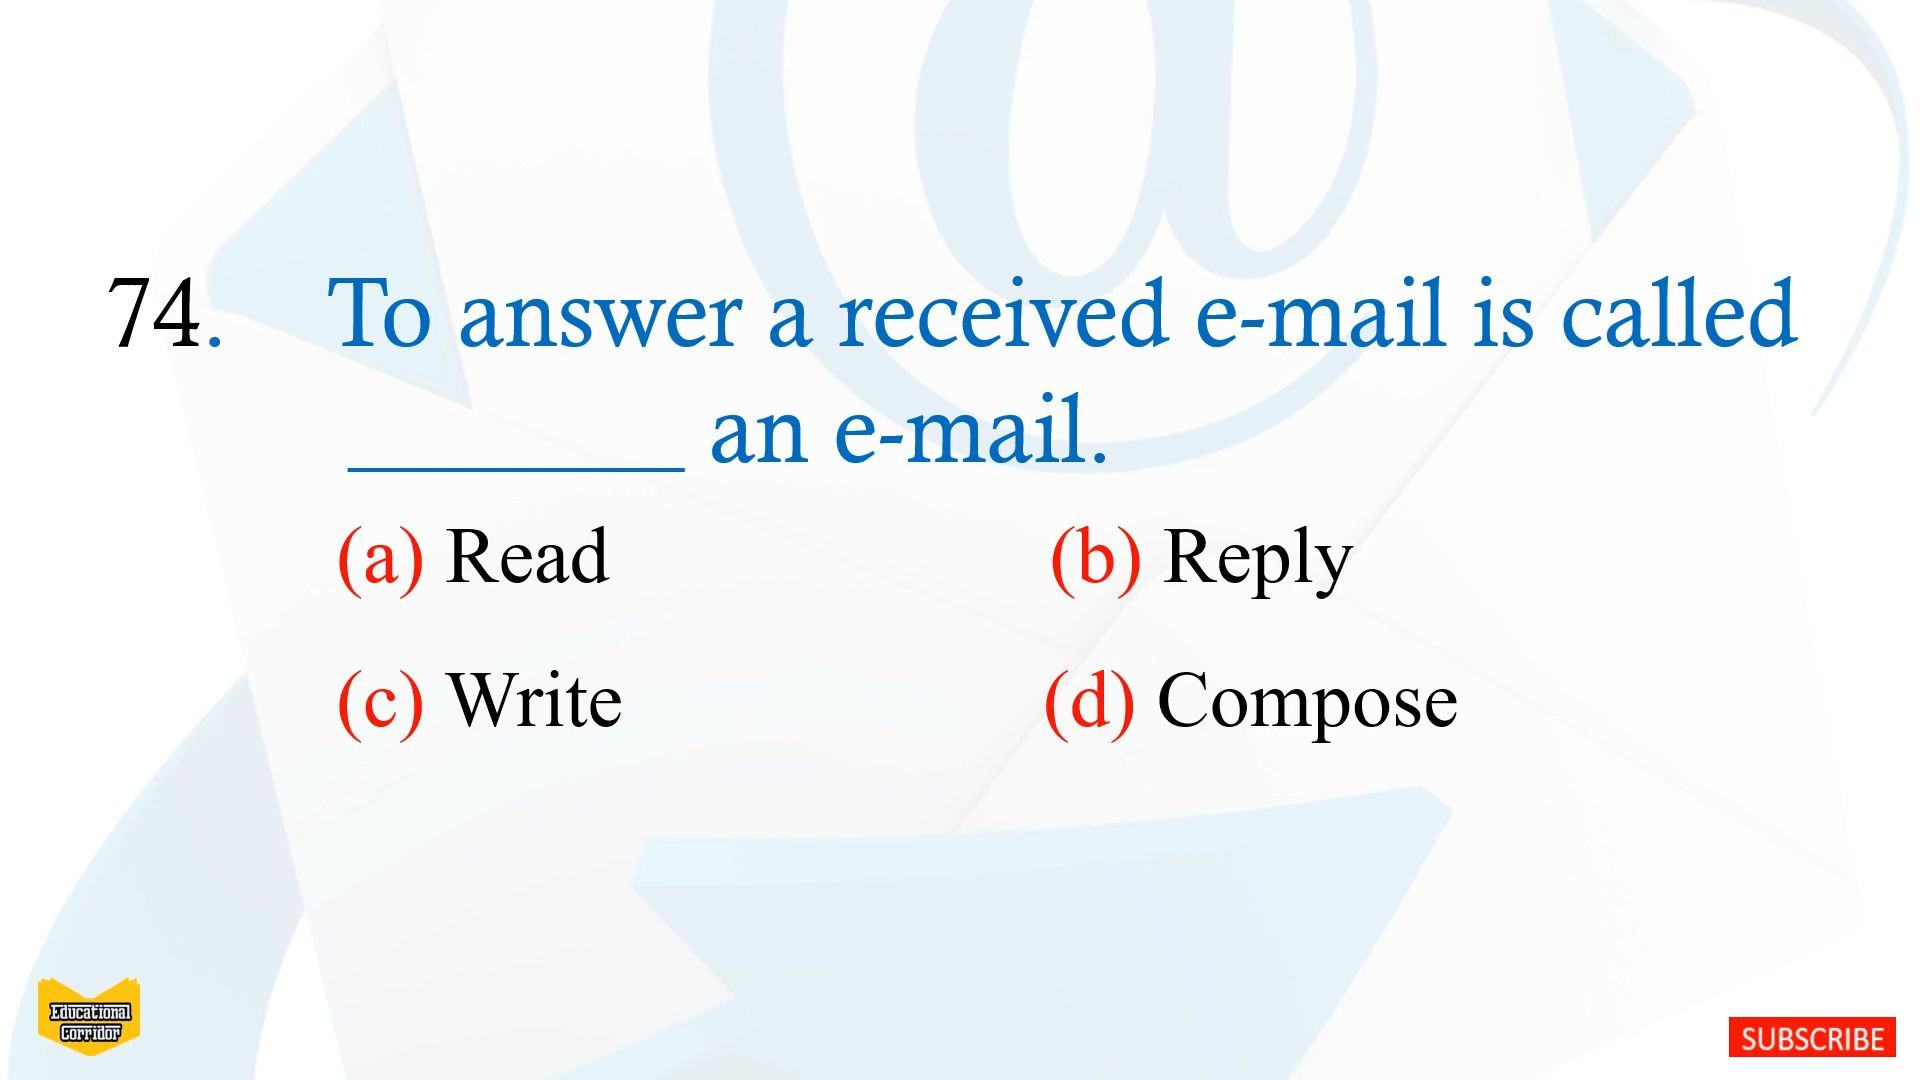 74. To answer a received e-mail is called
________ an e-mail.
(a) Read (b) Reply
(c) Write (d) Compose
Educational
Corridor
SUBSCRIBE